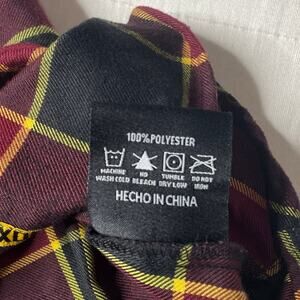 100% POLYESTER
MACHINE WASH COLD
NO BLEACH
TUMBLE DRY LOW
DO NOT IRON
HECHO IN CHINA